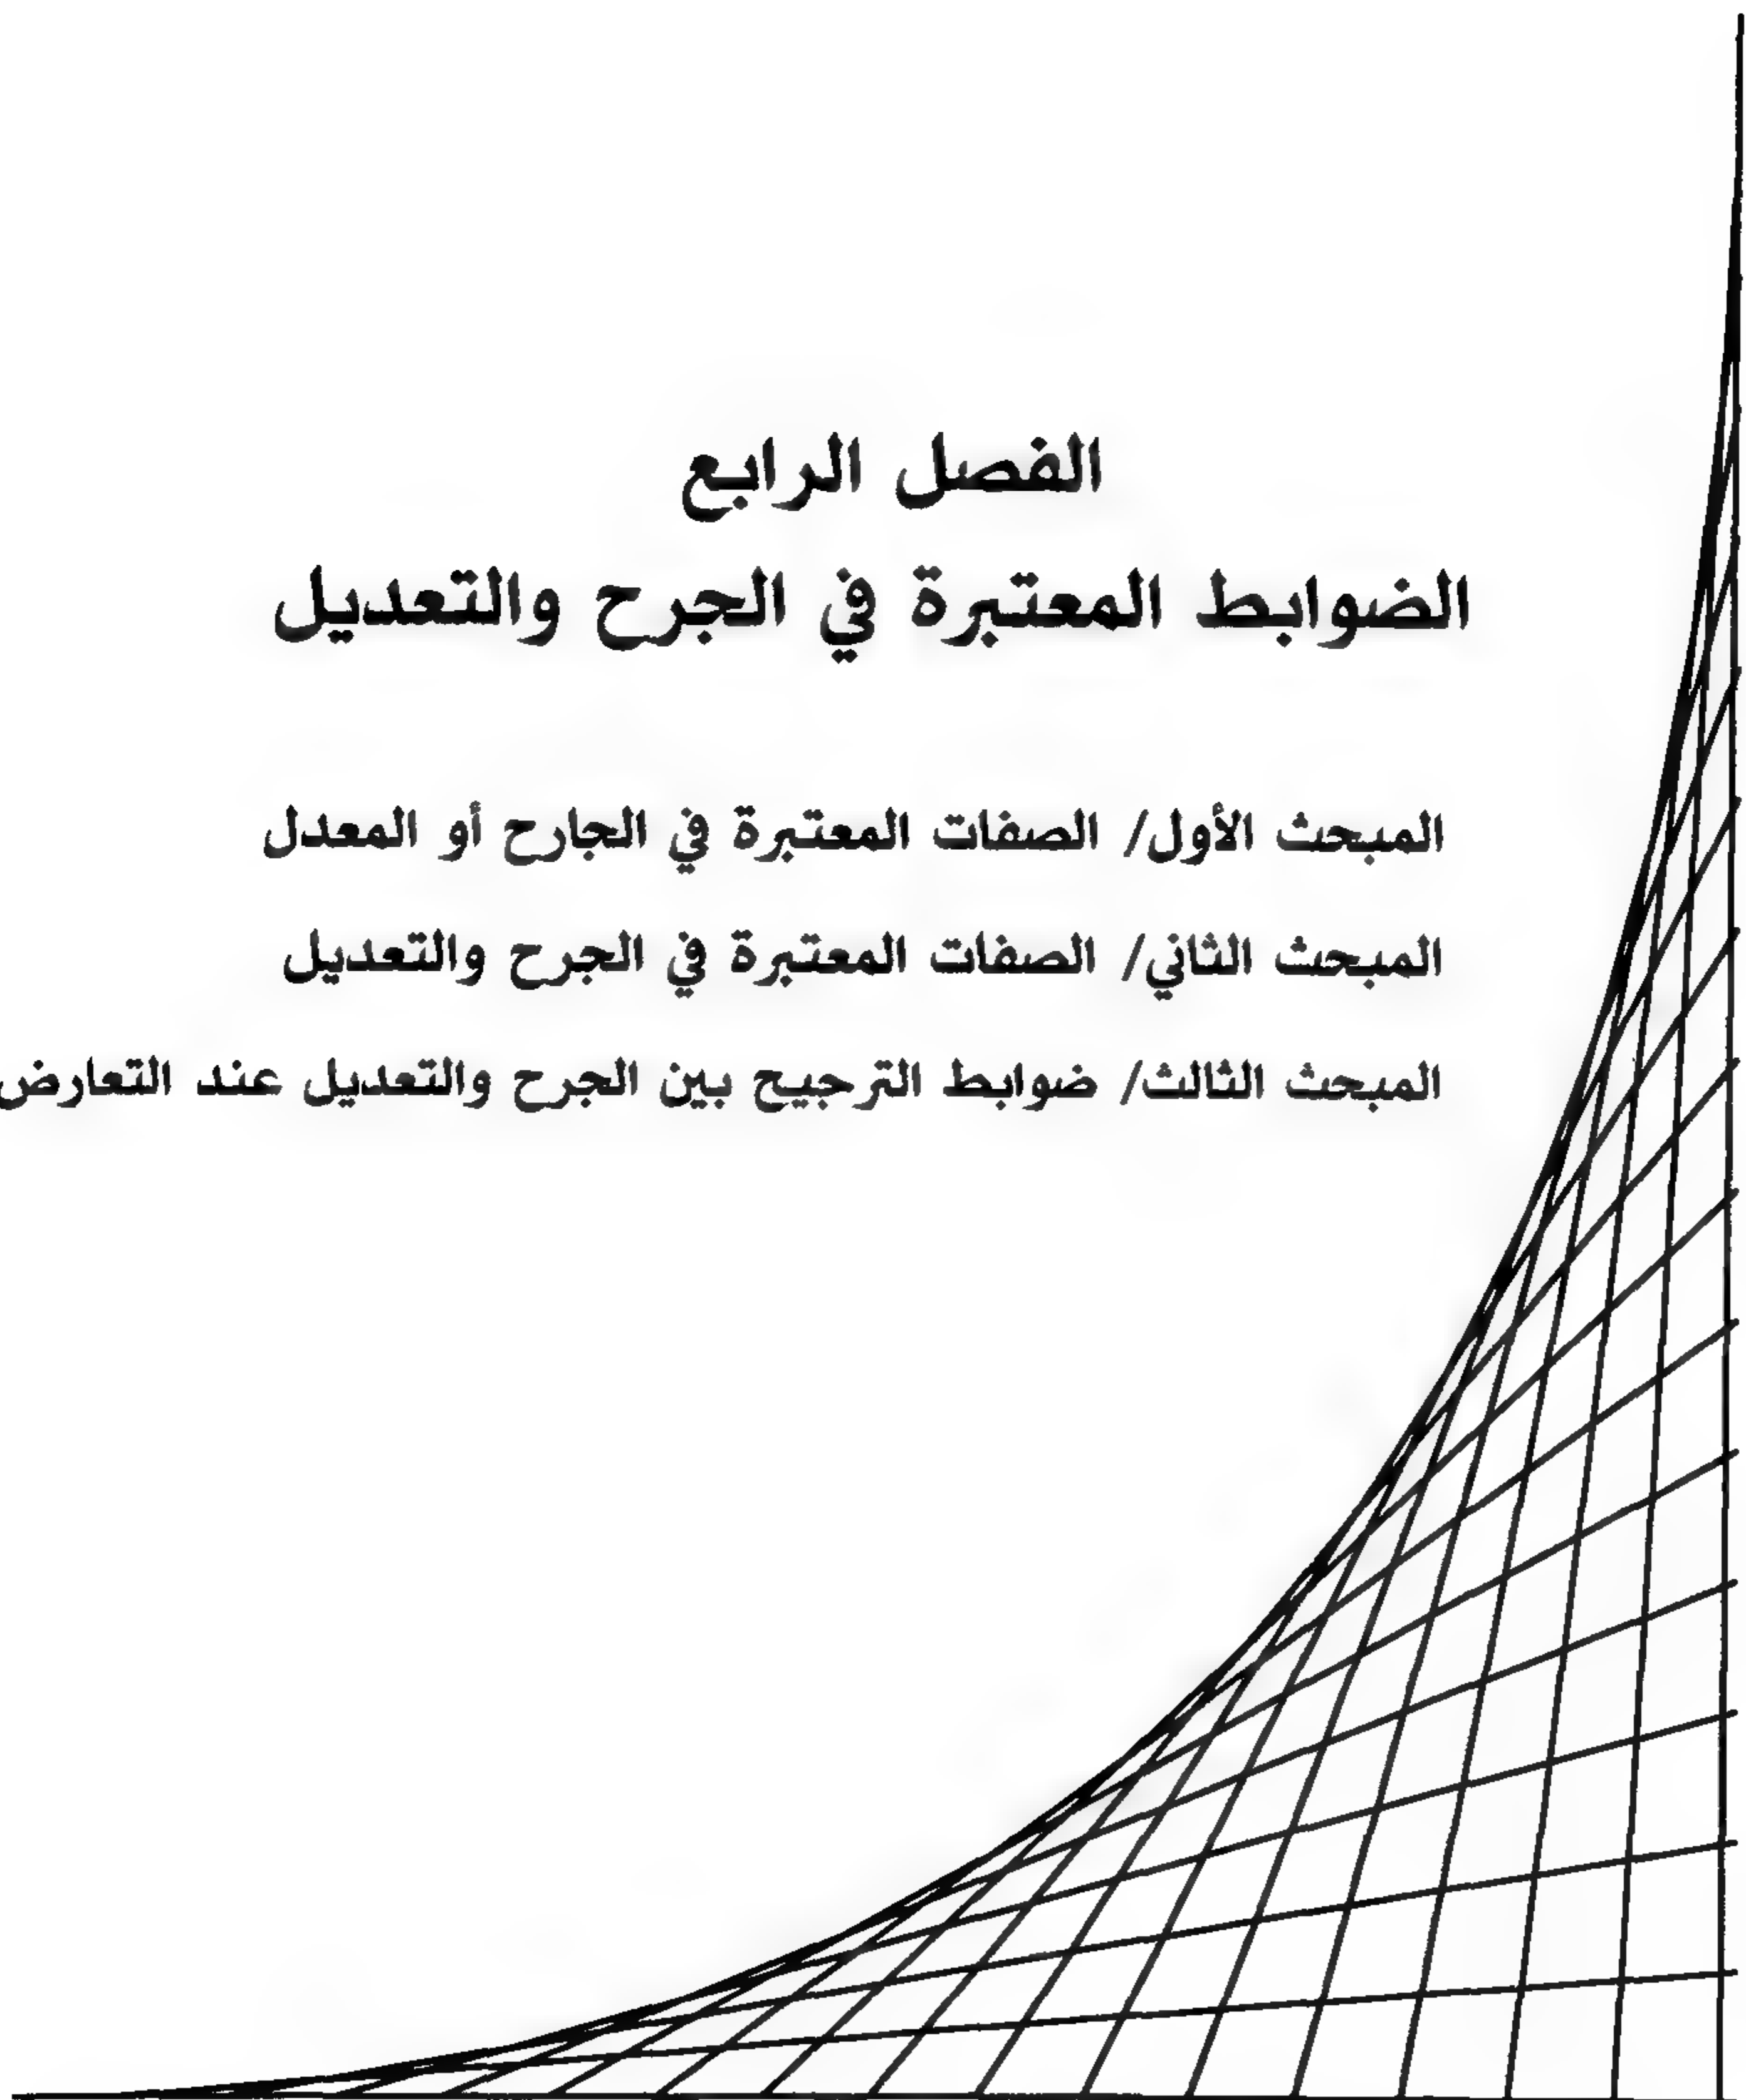 الفصل الرابع
الضوابط المعتبرة في الجرح والتعديل
المبحث الأول/ الصفات المعتبرة في الجارح أو المعدل
المبحث الثاني/ الصفات المعتبرة في الجرح والتعديل
المبحث الثالث/ ضوابط الترجيح بين الجرح والتعديل عند التعارض